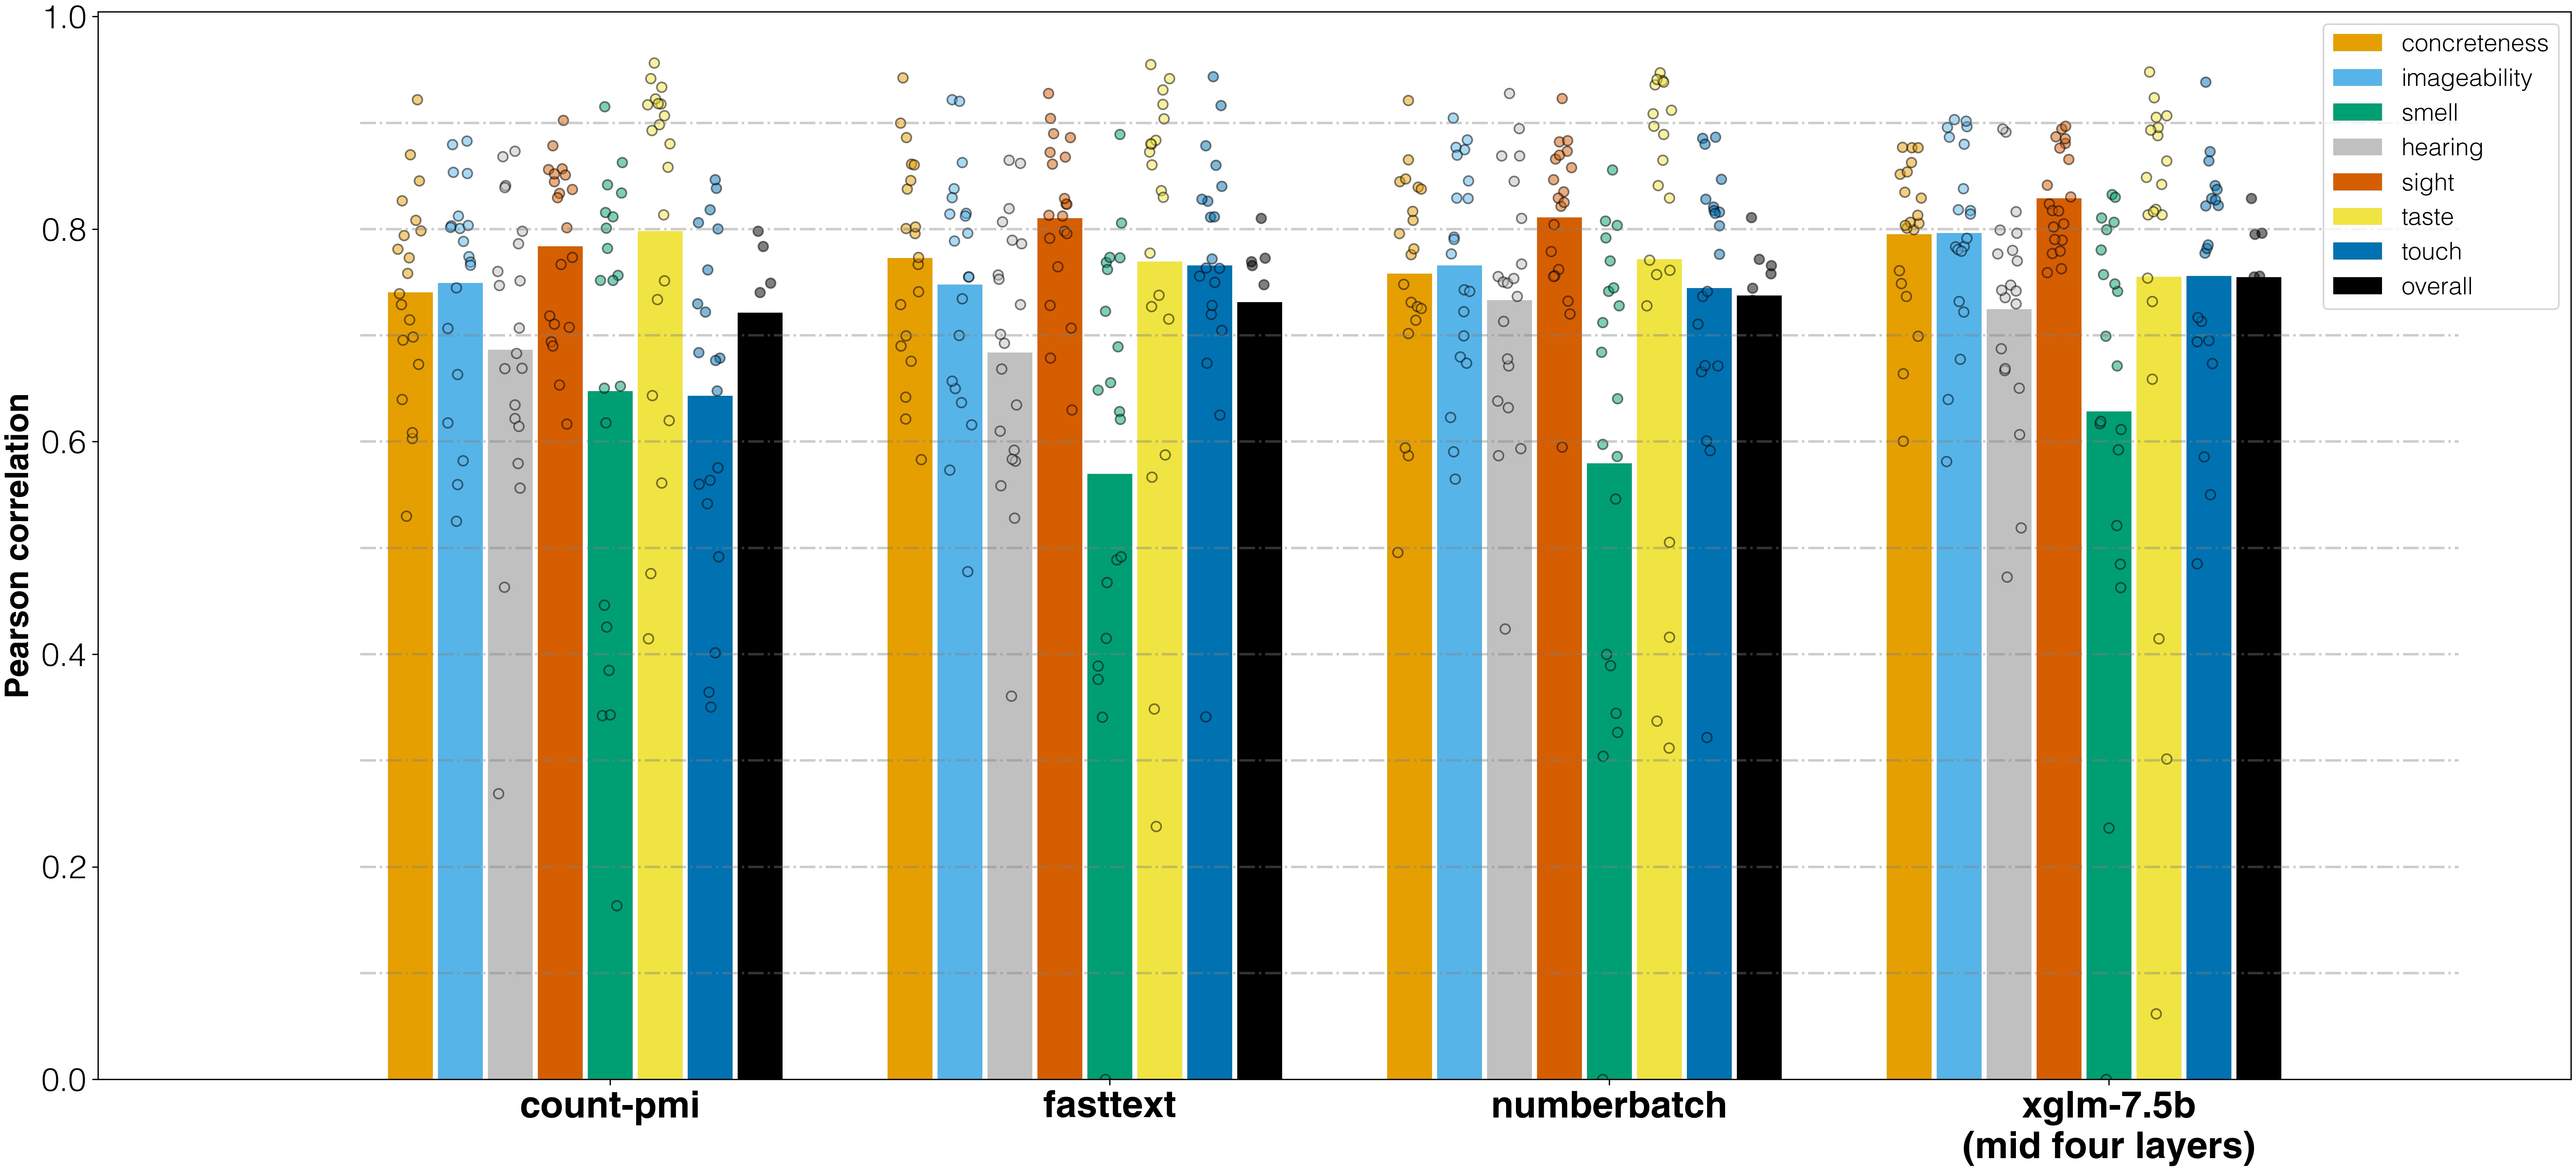 1.0
0.8
0.6
0.4
0.2
0.0
Pearson correlation
concreteness
imageability
smell
hearing
sight
taste
touch
overall
count-pmi
fasttext
numberbatch
xglm-7.5b
(mid four layers)